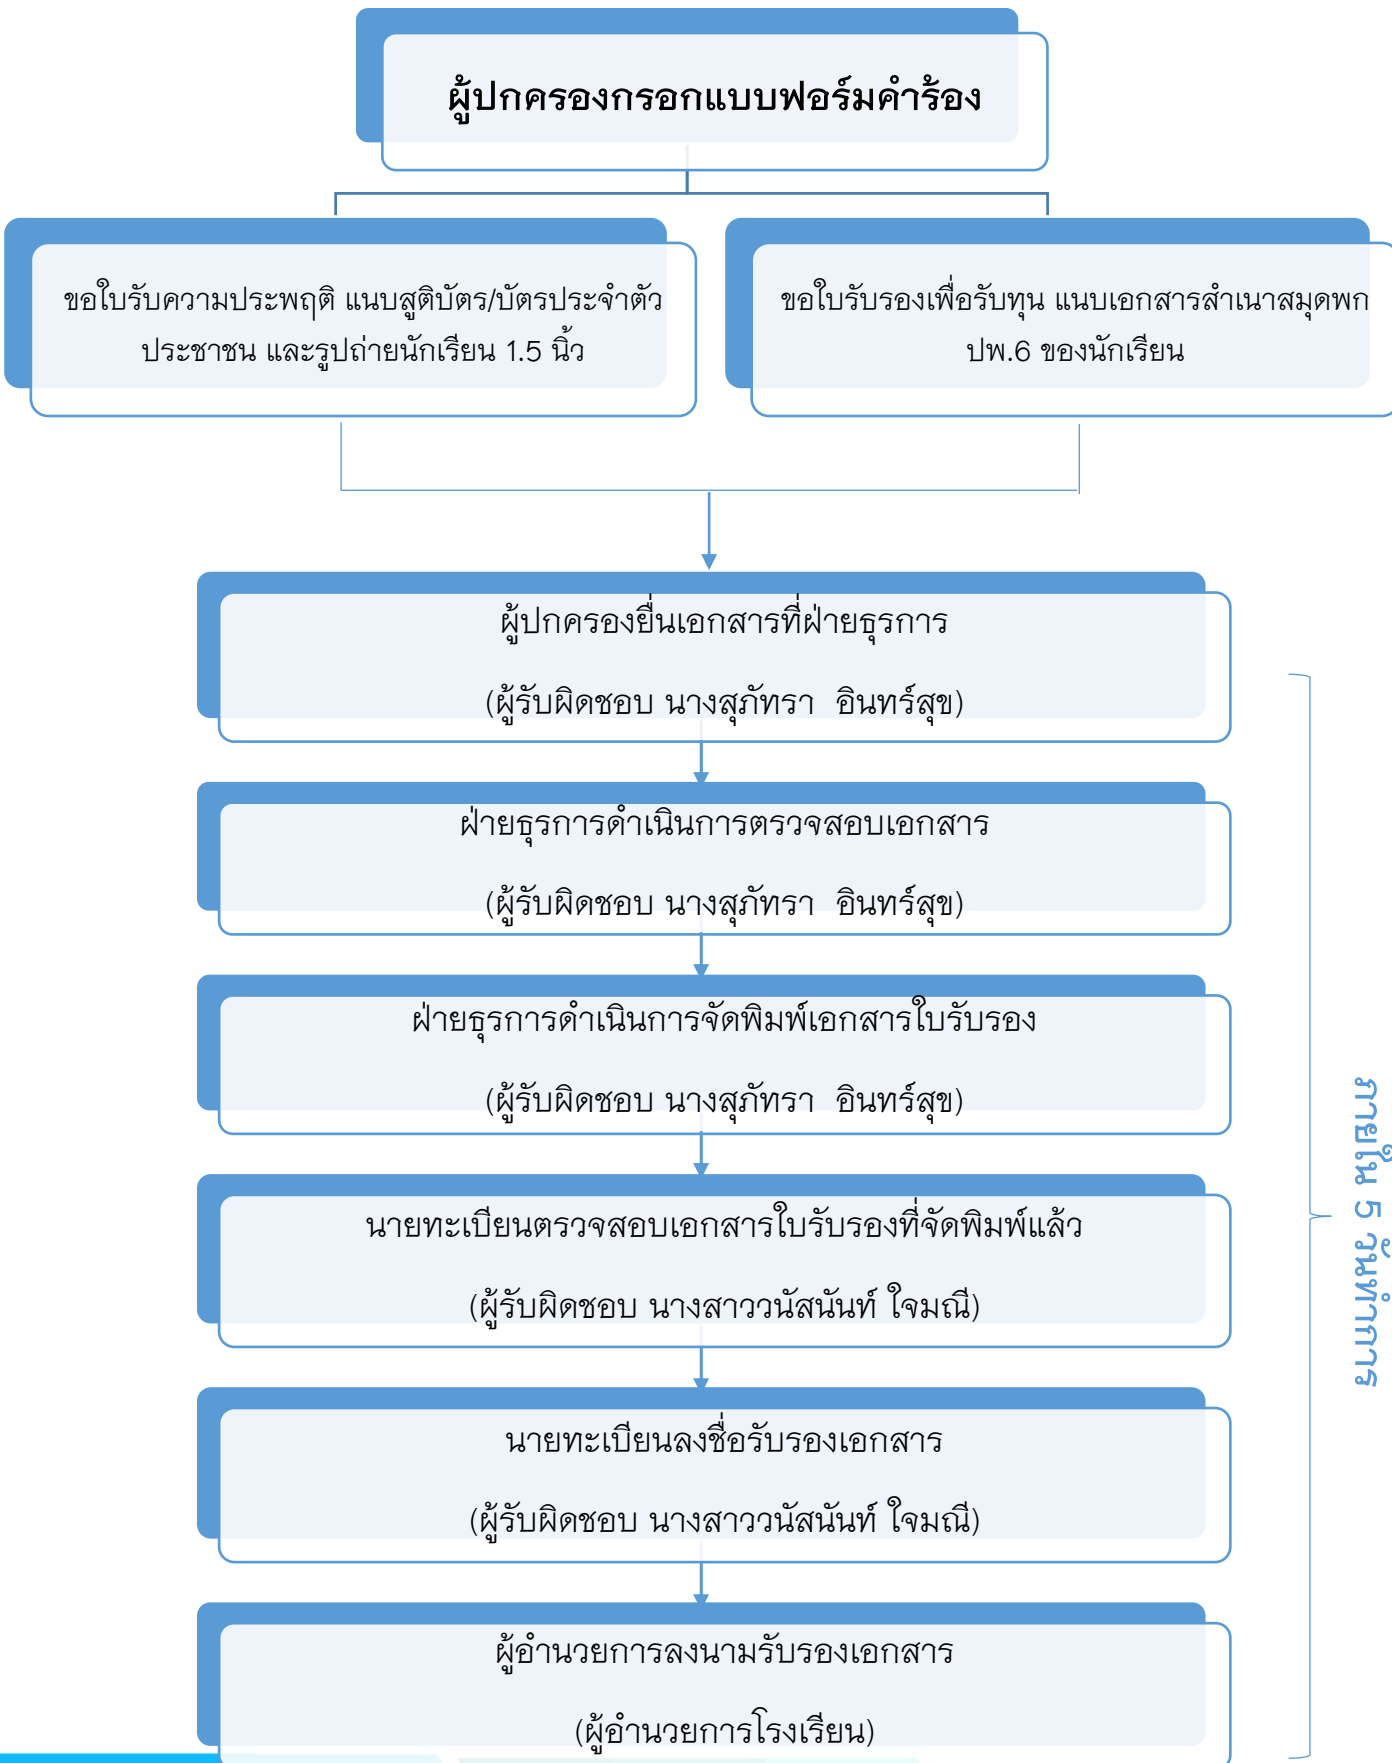 ผู้ปกครองกรอกแบบฟอร์มคำร้อง
ขอใบรับความประพฤติ แนบสูติบัตร/บัตรประจำตัว
ประชาชน และรูปถ่ายนักเรียน 1.5 นิ้ว
ขอใบรับรองเพื่อรับทุน แนบเอกสารสำเนาสมุดพก
ปพ.6 ของนักเรียน
ผู้ปกครองยื่นเอกสารที่ฝ่ายธุรการ
(ผู้รับผิดชอบ นางสุภัทรา  อินทร์สุข)
ฝ่ายธุรการดำเนินการตรวจสอบเอกสาร
(ผู้รับผิดชอบ นางสุภัทรา  อินทร์สุข)
ฝ่ายธุรการดำเนินการจัดพิมพ์เอกสารใบรับรอง
(ผู้รับผิดชอบ นางสุภัทรา  อินทร์สุข)
นายทะเบียนตรวจสอบเอกสารใบรับรองที่จัดพิมพ์แล้ว
(ผู้รับผิดชอบ นางสาววนัสนันท์ ใจมณี)
นายทะเบียนลงชื่อรับรองเอกสาร
(ผู้รับผิดชอบ นางสาววนัสนันท์ ใจมณี)
ผู้อำนวยการลงนามรับรองเอกสาร
(ผู้อำนวยการโรงเรียน)
ภายใน 5 วันทำการ